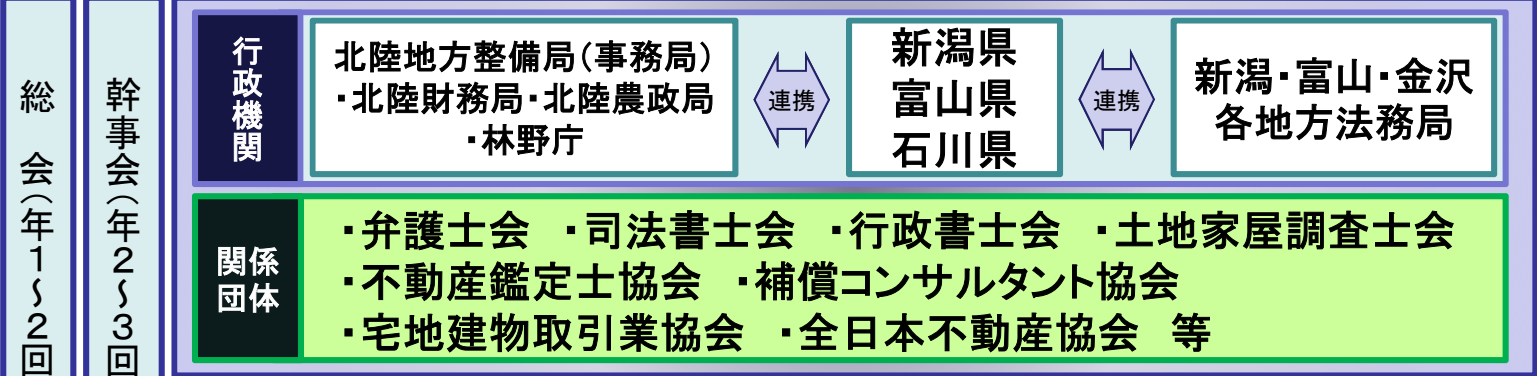 総 会（年１～２回
幹事会（年２～３回
行政機関
北陸地方整備局（事務局）
・北陸財務局・北陸農政局
・林野庁
連携
新潟県
富山県
石川県
連携
新潟・富山・金沢
各地方法務局
関係
団体
・弁護士会　・司法書士会　・行政書士会　・土地家屋調査士会
・不動産鑑定士協会　・補償コンサルタント協会
・宅地建物取引業協会　・全日本不動産協会　等